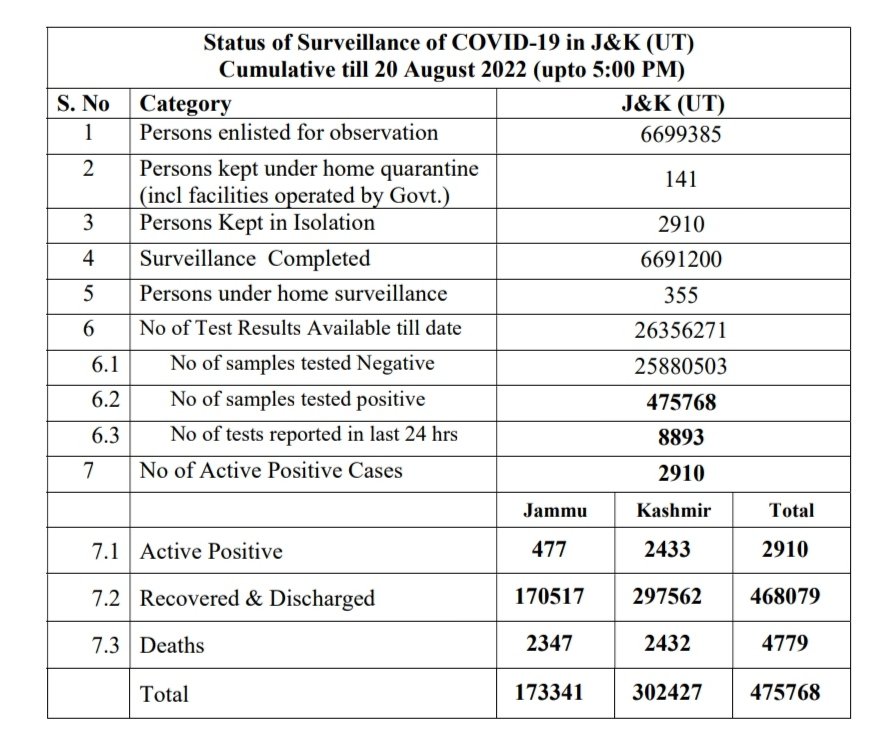 Status of Surveillance of COVID-19 in J&K (UT)
Cumulative till 20 August 2022 (upto 5:00 PM)
S. No Category J&K (UT)
1 Persons enlisted for observation 6699385
2 Persons kept under home quarantine
(incl facilities operated by Govt.) 141
3 Persons Kept in Isolation 2910
4 Surveillance Completed 6691200
5 Persons under home surveillance 355
6 No of Test Results Available till date 26356271
6.1 No of samples tested Negative 25880503
6.2 No of samples tested positive 475768
6.3 No of tests reported in last 24 hrs 8893
7 No of Active Positive Cases 2910
Jammu Kashmir Total
7.1 Active Positive 477 2433 2910
7.2 Recovered & Discharged 170517 297562 468079
7.3 Deaths 2347 2432 4779
Total 173341 302427 475768